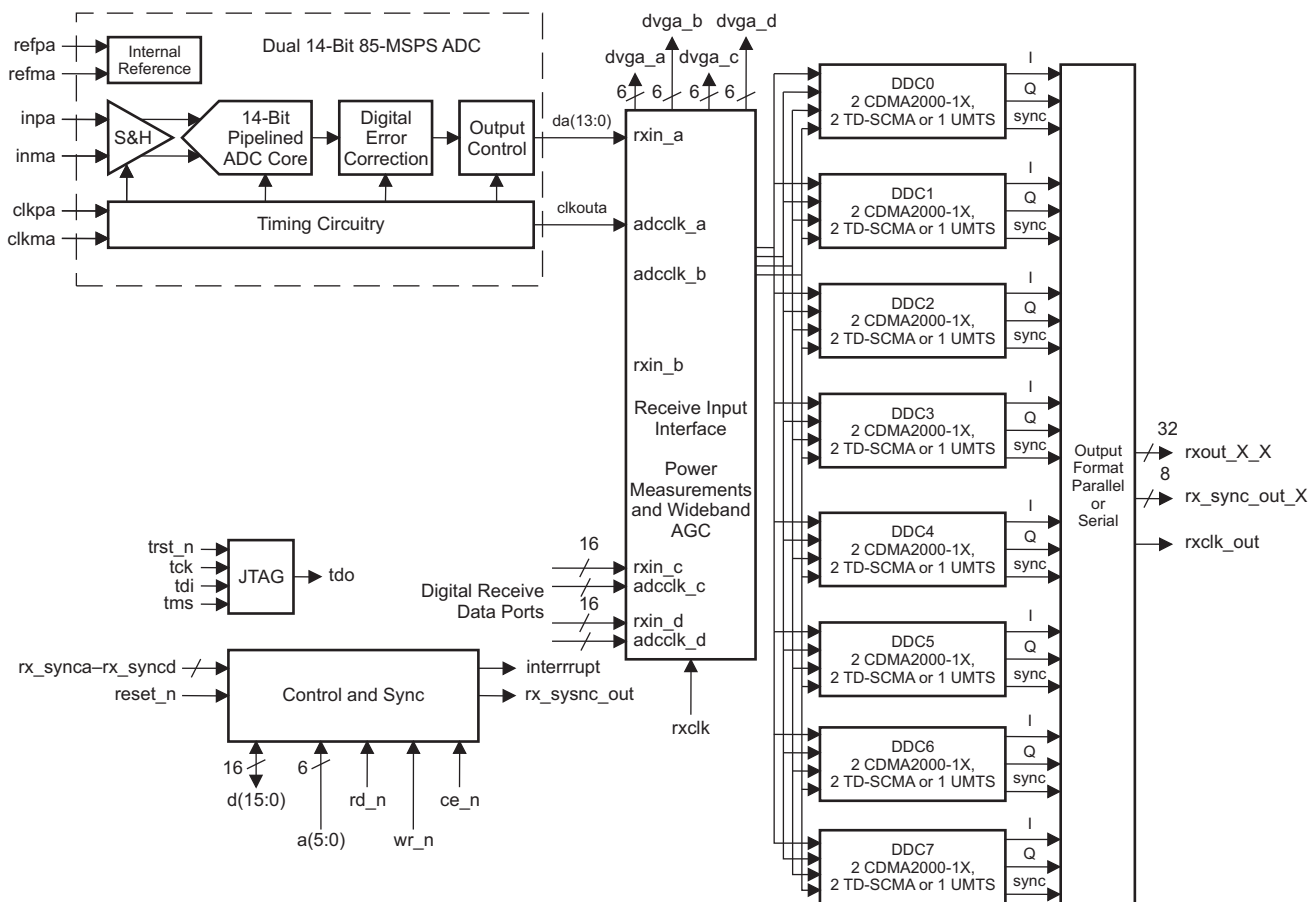 dvga_b
dvga_d
dvga_a
dvga_c
6
6
6
6
Dual 14-Bit 85-MSPS ADC
refpa
refma
Internal
Reference
inpa
inma
S&H
14-Bit
Pipelined
ADC Core
Digital
Error
Correction
Output
Control
da(13:0)
clkpa
clkma
Timing Circuitry
clkouta
rxin_a
adcclk_a
adcclk_b
rxin_b
Receive Input
Interface
Power
Measurements
and Wideband
AGC
16
rxin_c
adcclk_c
Digital Receive
Data Ports
16
rxin_d
adcclk_d
rxclk
trst_n
tck
tdi
tms
JTAG
tdo
rx_synca–rx_syncd
reset_n
Control and Sync
interrrupt
rx_sysnc_out
16
6
d(15:0)
a(5:0)
rd_n
wr_n
ce_n
DDC0
2 CDMA2000-1X,
2 TD-SCMA or 1 UMTS
I
Q
sync
DDC1
2 CDMA2000-1X,
2 TD-SCMA or 1 UMTS
I
Q
sync
DDC2
2 CDMA2000-1X,
2 TD-SCMA or 1 UMTS
I
Q
sync
DDC3
2 CDMA2000-1X,
2 TD-SCMA or 1 UMTS
I
Q
sync
DDC4
2 CDMA2000-1X,
2 TD-SCMA or 1 UMTS
I
Q
sync
DDC5
2 CDMA2000-1X,
2 TD-SCMA or 1 UMTS
I
Q
sync
DDC6
2 CDMA2000-1X,
2 TD-SCMA or 1 UMTS
I
Q
sync
DDC7
2 CDMA2000-1X,
2 TD-SCMA or 1 UMTS
I
Q
sync
Output
Format
Parallel
or
Serial
32
rxout_X_X
8
rx_sync_out_X
rxclk_out